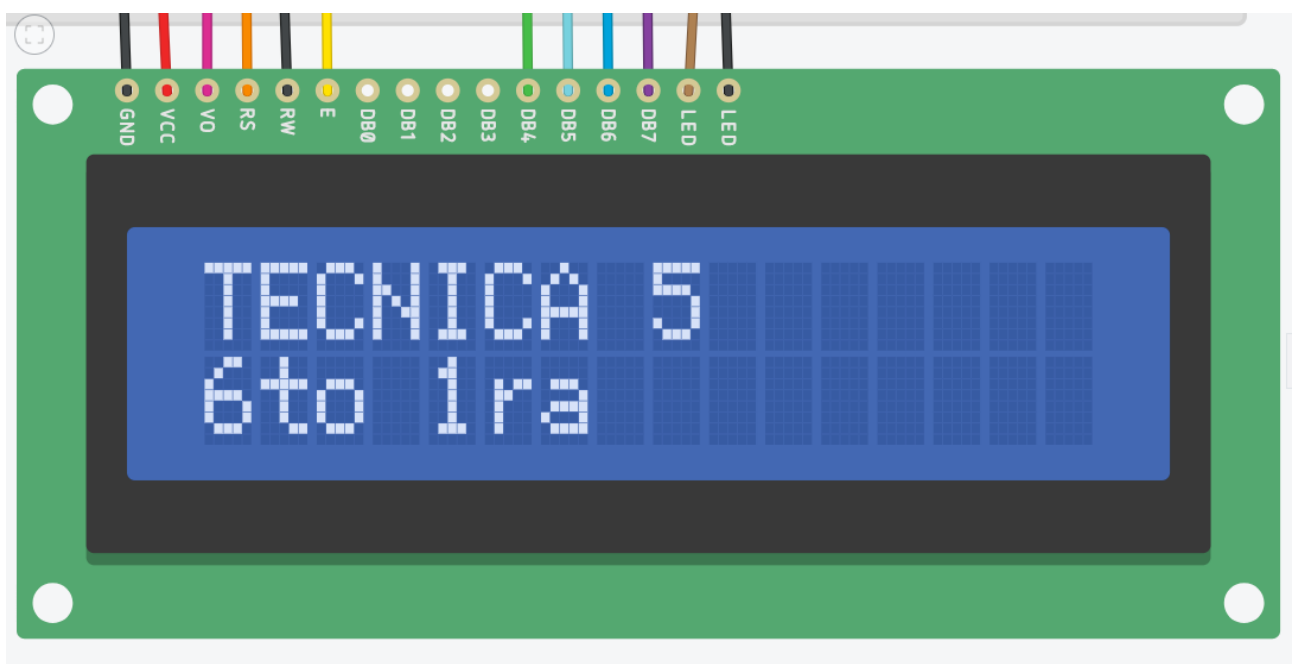 GND VCC VO RS RW E DB0 DB1 DB2 DB3 DB4 DB5 DB6 DB7 LED LED
TECNICA 5
6to 1ra